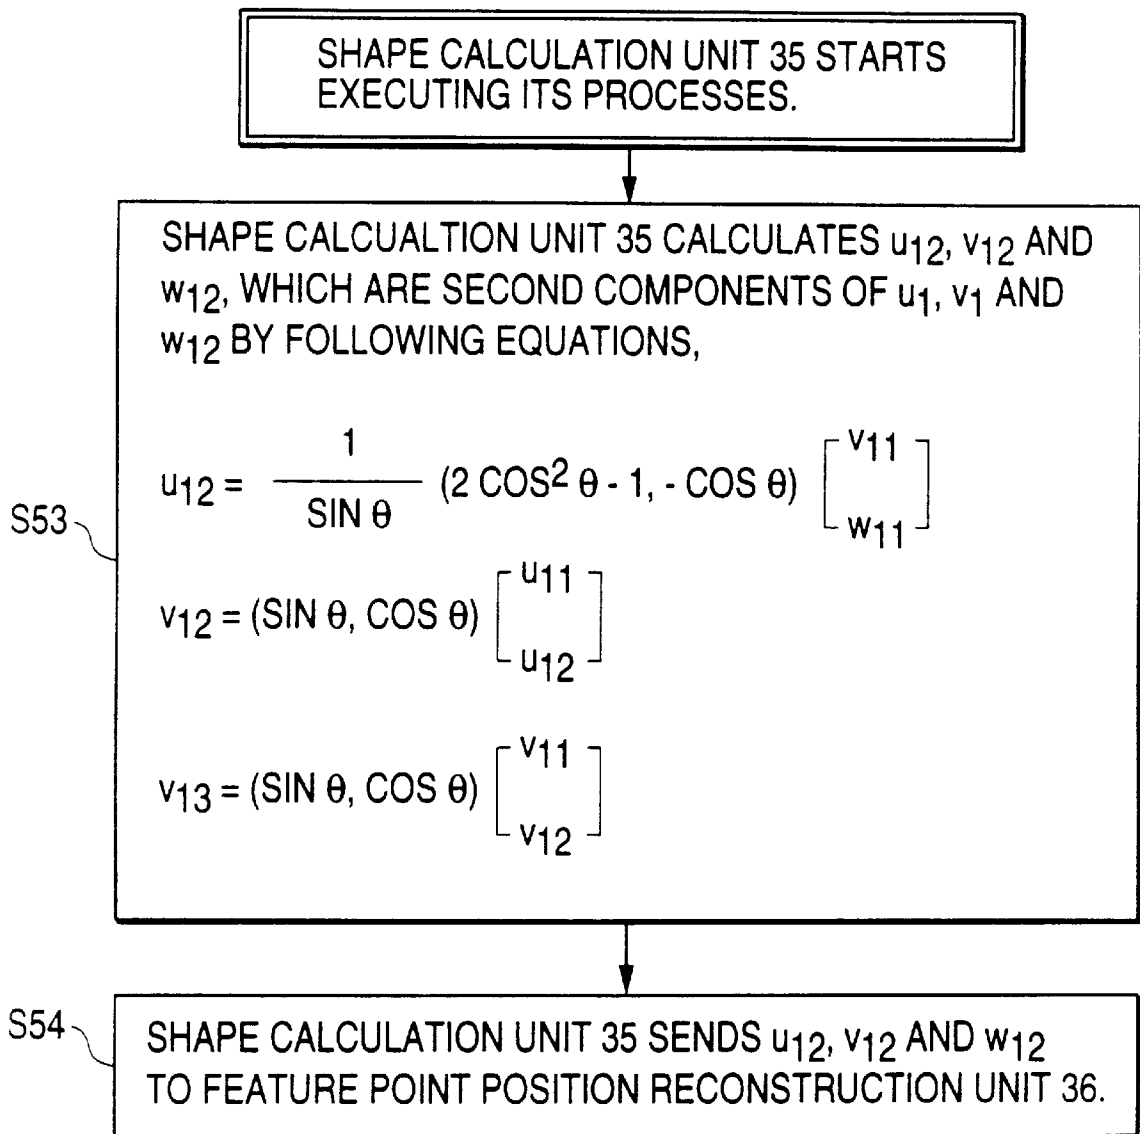 SHAPE CALCULATION UNIT 35 STARTS
EXECUTING ITS PROCESSES.
SHAPE CALCUALTION UNIT 35 CALCULATES u12, v12 AND
w12, WHICH ARE SECOND COMPONENTS OF u1, v1 AND
w12 BY FOLLOWING EQUATIONS,
u12 = 1 / SIN θ (2 COS² θ - 1, - COS θ) [ v11 w11 ]
S53
v12 = (SIN θ, COS θ) [ u11 u12 ]
v13 = (SIN θ, COS θ) [ v11 v12 ]
S54
SHAPE CALCULATION UNIT 35 SENDS u12, v12 AND w12
TO FEATURE POINT POSITION RECONSTRUCTION UNIT 36.